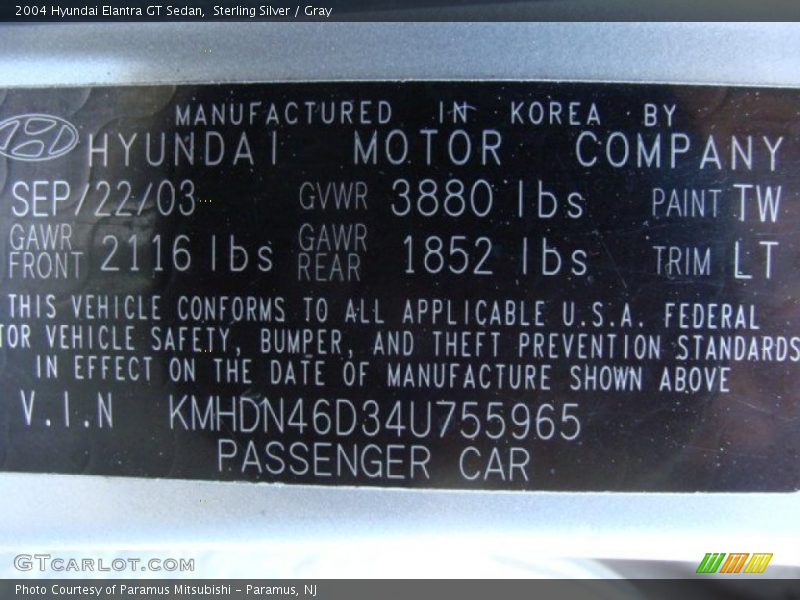 2004 Hyundai Elantra GT Sedan,  Sterling Silver / Gray
MANUFACTURED IN KOREA BY
HYUNDAI MOTOR COMPANY
SEP/22/03 GVWR 3880 lbs PAINT TW
GAWR FRONT 2116 lbs GAWR REAR 1852 lbs TRIM LT
THIS VEHICLE CONFORMS TO ALL APPLICABLE U.S.A. FEDERAL
TOR VEHICLE SAFETY, BUMPER, AND THEFT PREVENTION STANDARDS
IN EFFECT ON THE DATE OF MANUFACTURE SHOWN ABOVE
V.I.N KMHDN46D34U755965
PASSENGER CAR
GTCARLOT.COM
Photo Courtesy of Paramus Mitsubishi - Paramus, NJ